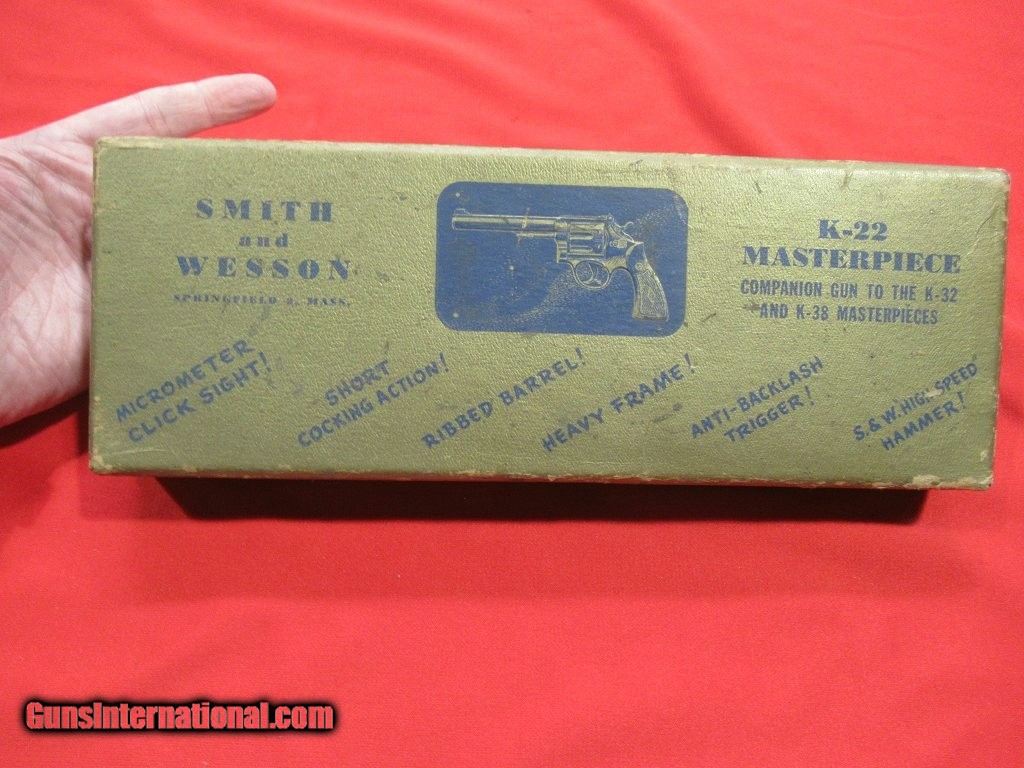 SMITH
and
WESSON
SPRINGFIELD 2, MASS.
K-22
MASTERPIECE
COMPANION GUN TO THE K-32
AND K-38 MASTERPIECES
MICROMETER
CLICK SIGHT!
SHORT
COCKING ACTION!
RIBBED BARREL!
HEAVY FRAME!
ANTI-BACKLASH
TRIGGER!
S. & W. HIGH SPEED
HAMMER!
GunsInternational.com